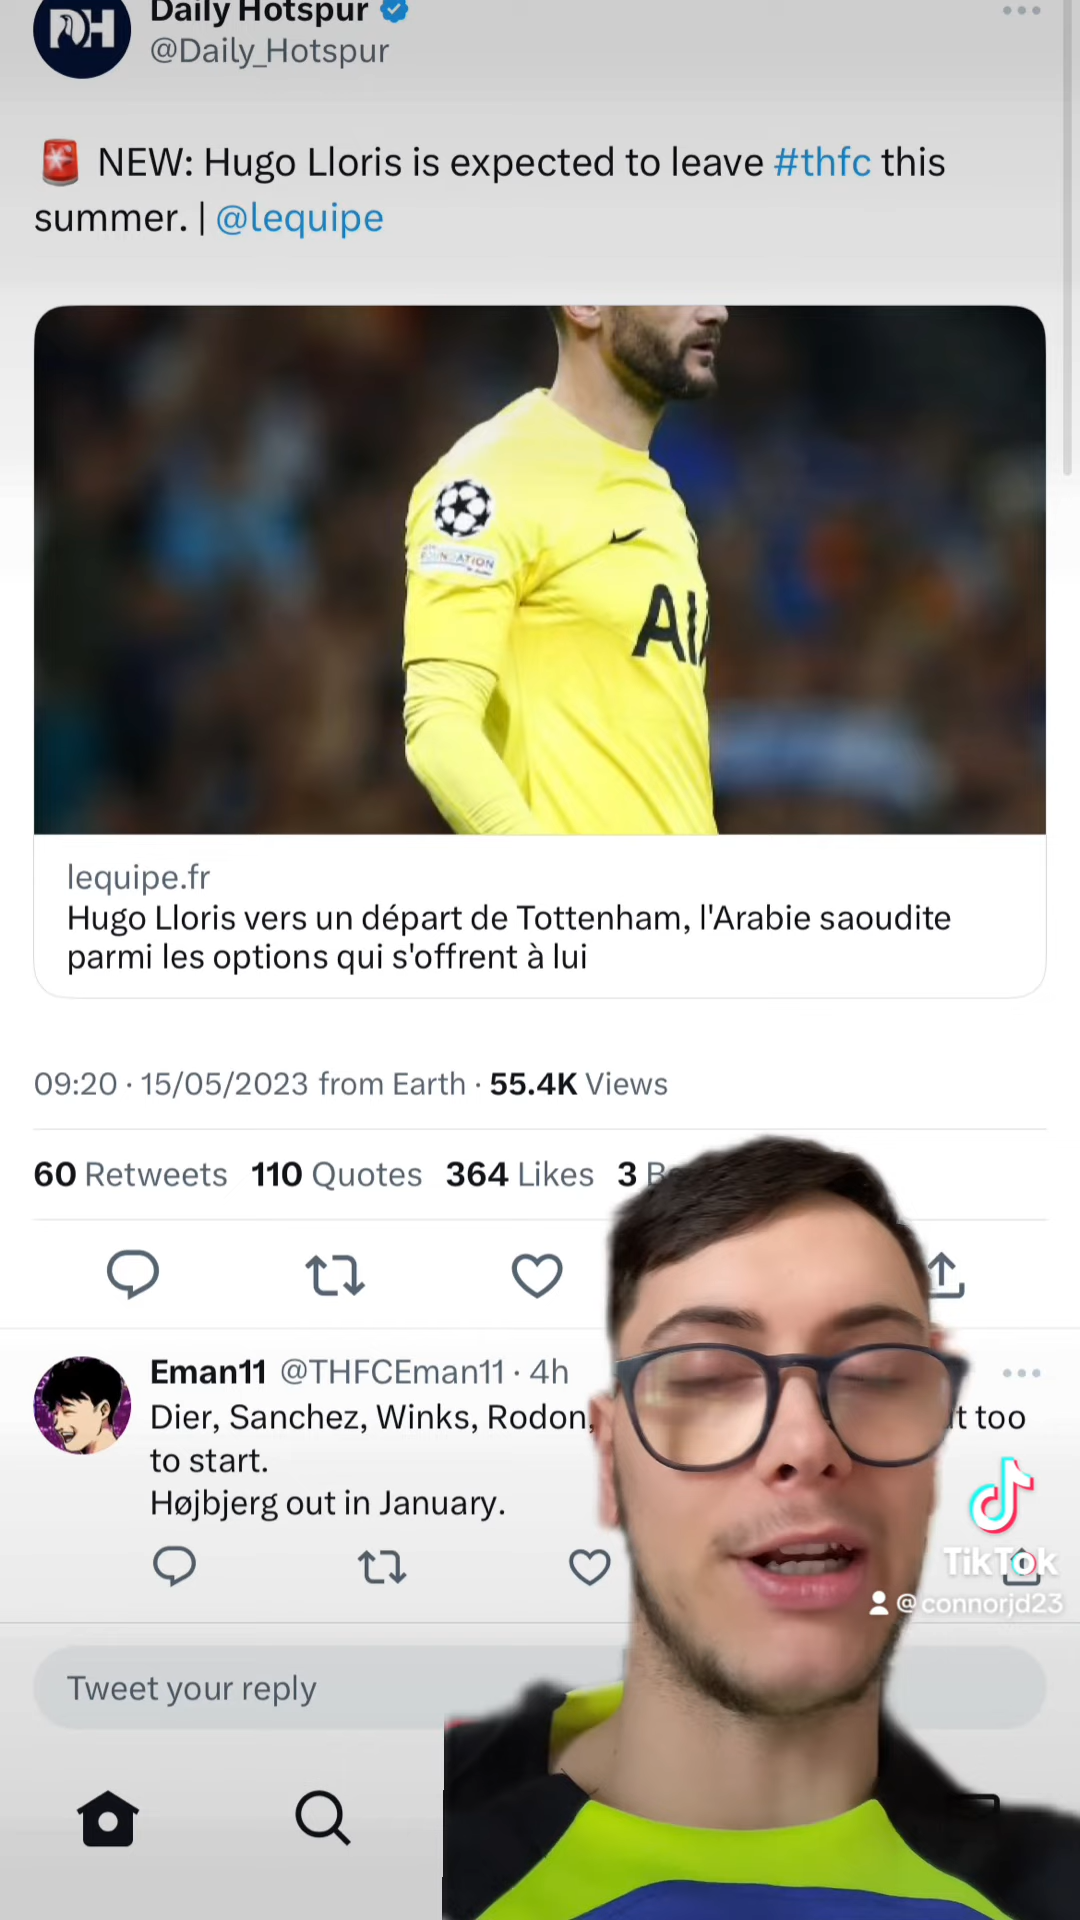 DH
Daily Hotspur
@Daily_Hotspur
NEW: Hugo Lloris is expected to leave #thfc this
summer. | @lequipe
AI
lequipe.fr
Hugo Lloris vers un départ de Tottenham, l'Arabie saoudite
parmi les options qui s'offrent à lui
09:20 · 15/05/2023 from Earth · 55.4K Views
60 Retweets 110 Quotes 364 Likes 3
Eman11 @THFCEman11 · 4h
Dier, Sanchez, Winks, Rodon, too
to start.
Højbjerg out in January.
TikTok
@connorjd23
Tweet your reply